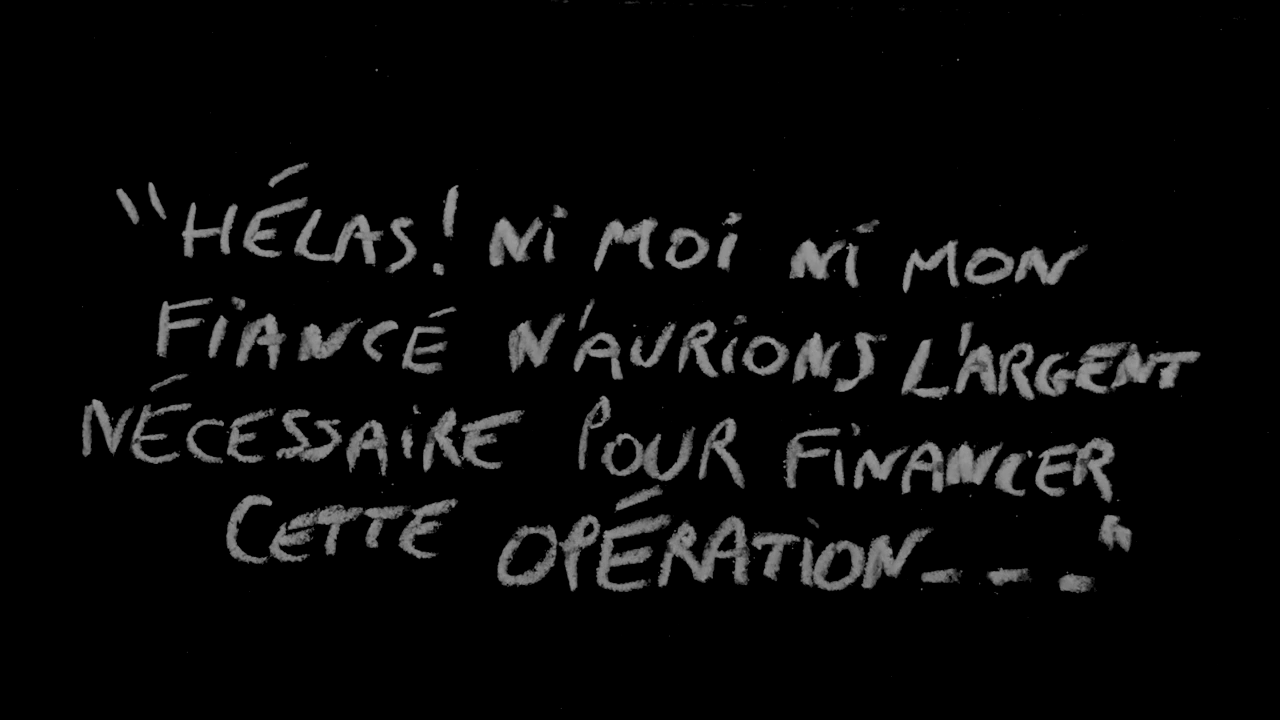 "HÉLAS! Ni MOi Ni MON
FiANCÉ N'AURiONS L'ARGENT
NÉCESSAiRE POUR FiNANCER
CETTE OPÉRATiON---"